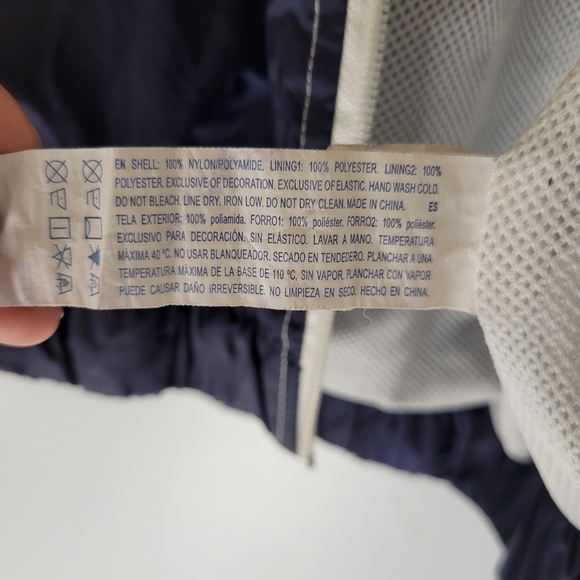 EN SHELL: 100% NYLON/POLYAMIDE. LINING1: 100% POLYESTER. LINING2: 100%
POLYESTER. EXCLUSIVE OF DECORATION. EXCLUSIVE OF ELASTIC. HAND WASH COLD.
DO NOT BLEACH. LINE DRY. IRON LOW. DO NOT DRY CLEAN. MADE IN CHINA. ES
TELA EXTERIOR: 100% poliamida. FORRO1: 100% poliéster. FORRO2: 100% poliéster.
EXCLUSIVO PARA DECORACIÓN. SIN ELÁSTICO. LAVAR A MANO. TEMPERATURA
MÁXIMA 40 ºC. NO USAR BLANQUEADOR. SECADO EN TENDEDERO. PLANCHAR A UNA
TEMPERATURA MÁXIMA DE LA BASE DE 110 ºC, SIN VAPOR. PLANCHAR CON VAPOR
PUEDE CAUSAR DAÑO IRREVERSIBLE. NO LIMPIEZA EN SECO. HECHO EN CHINA.